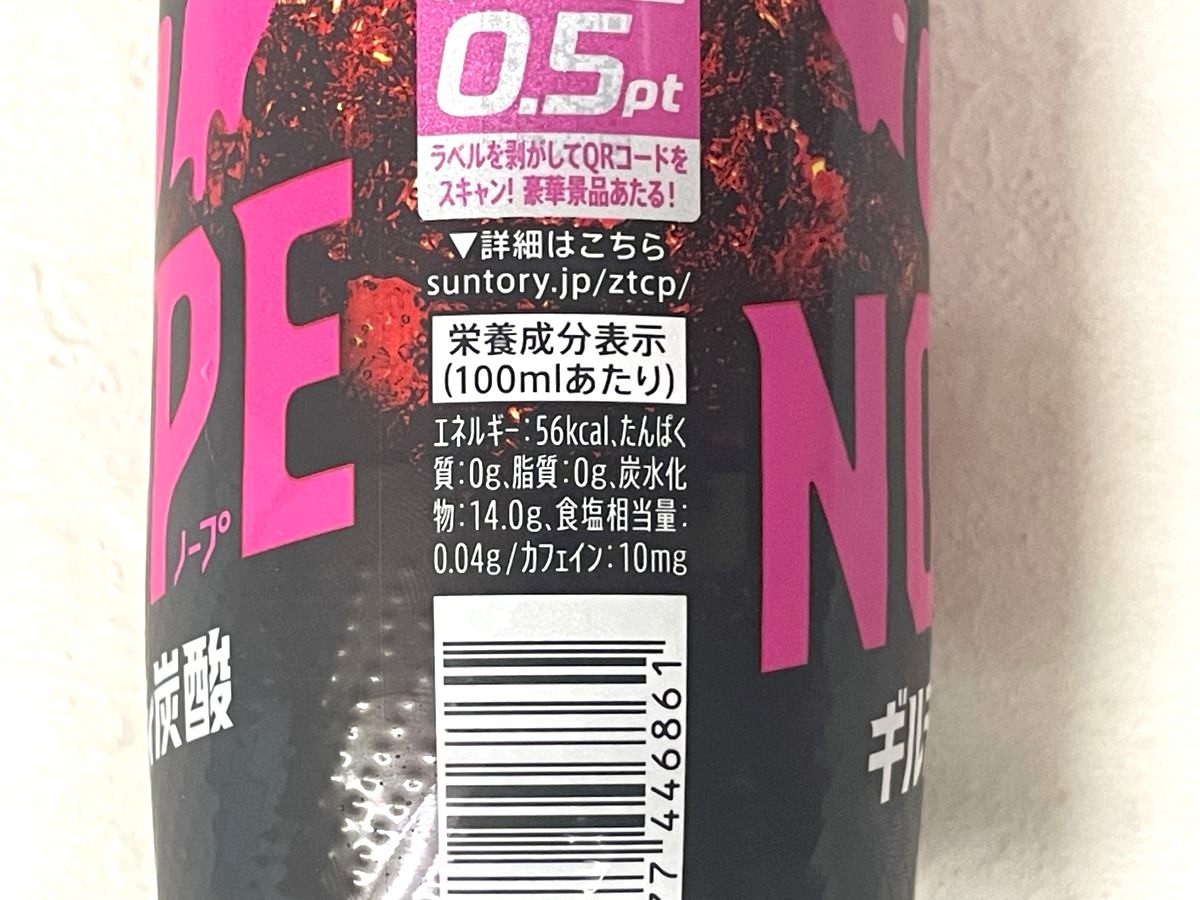 0.5pt
ラベルを剥がしてQRコードを
スキャン! 豪華景品あたる!
▼詳細はこちら
suntory.jp/ztcp/
栄養成分表示
(100mlあたり)
エネルギー:56kcal、たんぱく
質:0g、脂質:0g、炭水化
物:14.0g、食塩相当量:
0.04g/カフェイン:10mg
PE
ノープ
炭酸
NO
ギル
77 446861